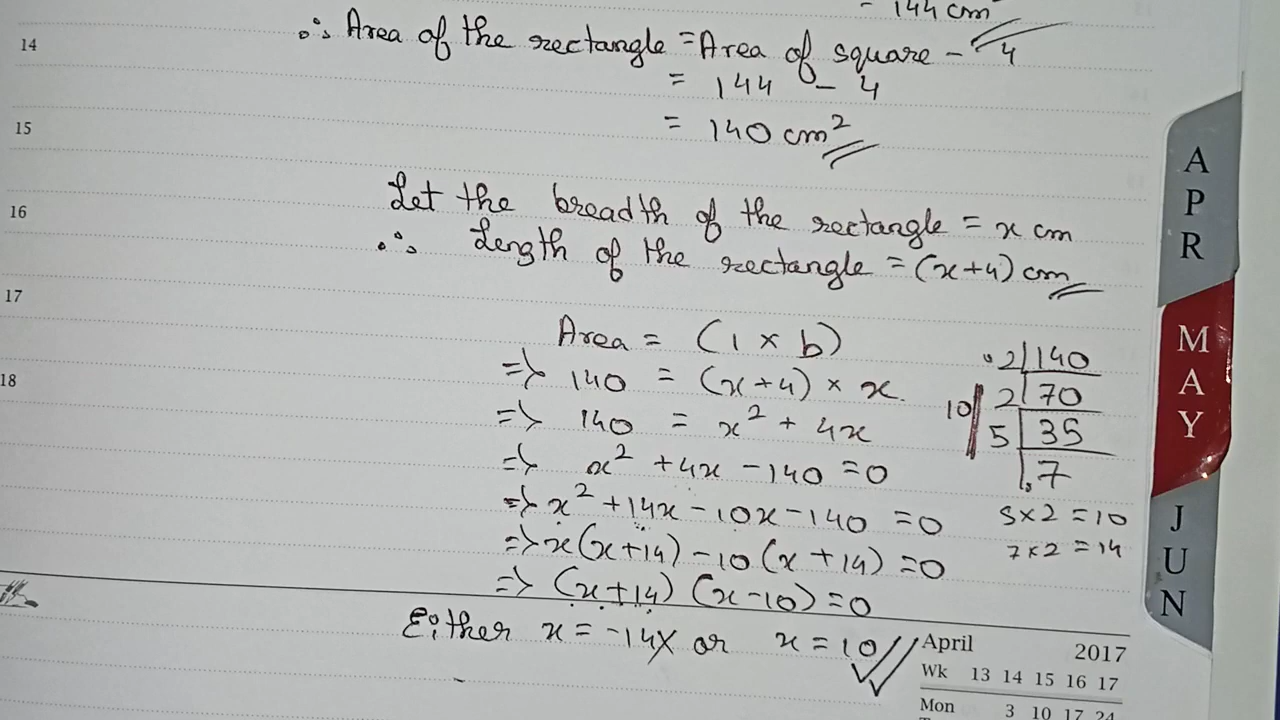 - 144 cm²
14
∴ Area of the rectangle = Area of square - 4
= 144 - 4
15
= 140 cm²
Let the breadth of the rectangle = x cm
16
∴ Length of the rectangle = (x+4) cm
17
Area = (l × b)
18
=> 140 = (x+4) × x.
=> 140 = x² + 4x
=> x² + 4x - 140 = 0
=> x² + 14x - 10x - 140 = 0
=> x(x+14) - 10(x+14) = 0
=> (x+14) (x-10) = 0
Either x = -14 X or x = 10
2 140
10 2 70
5 35
7
5 × 2 = 10
7 × 2 = 14
APR
MAY
JUN
April 2017
Wk 13 14 15 16 17
Mon 3 10 17 24